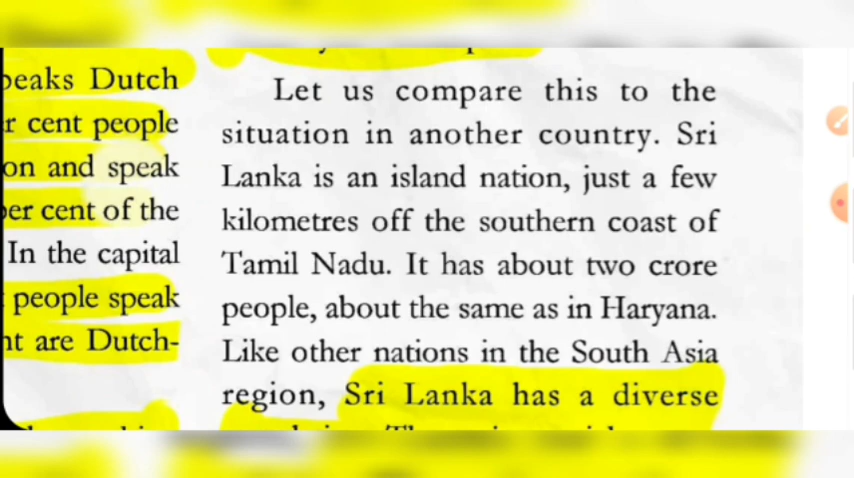 peaks Dutch
r cent people
on and speak
per cent of the
In the capital
people speak
nt are Dutch-
Let us compare this to the
situation in another country. Sri
Lanka is an island nation, just a few
kilometres off the southern coast of
Tamil Nadu. It has about two crore
people, about the same as in Haryana.
Like other nations in the South Asia
region, Sri Lanka has a diverse